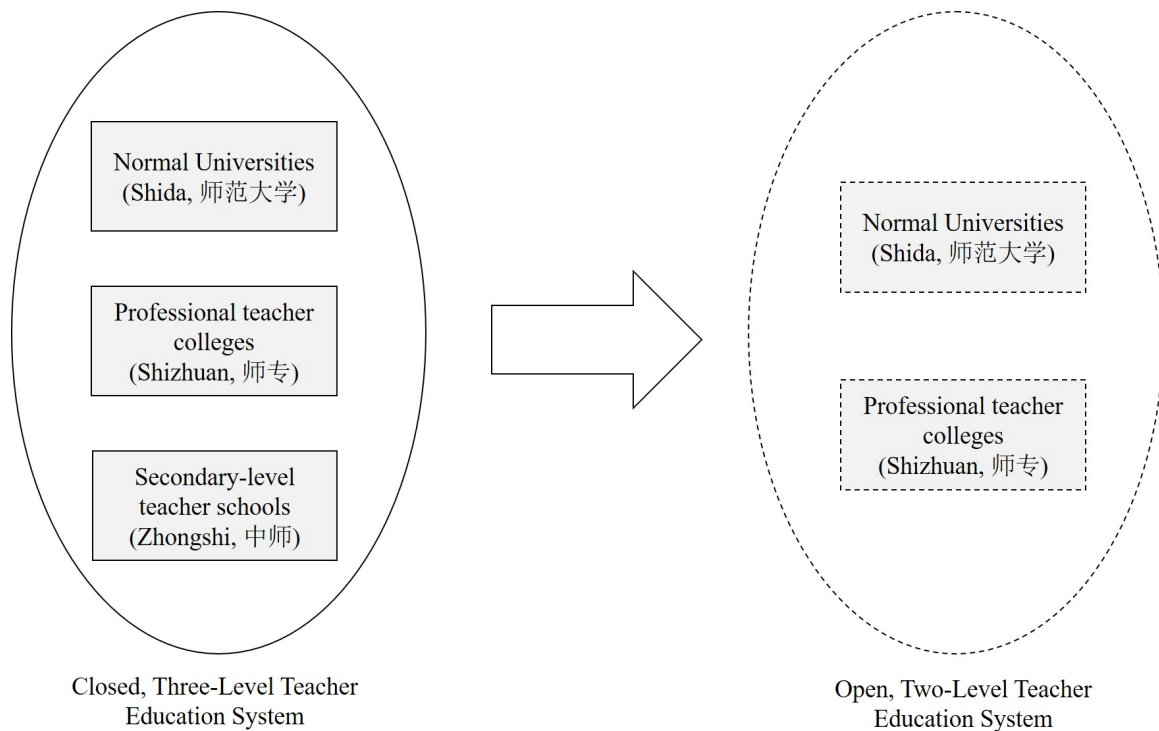 Normal Universities
(Shida, 师范大学)
Professional teacher
colleges
(Shizhuan, 师专)
Secondary-level
teacher schools
(Zhongshi, 中师)
Closed, Three-Level Teacher
Education System
Normal Universities
(Shida, 师范大学)
Professional teacher
colleges
(Shizhuan, 师专)
Open, Two-Level Teacher
Education System